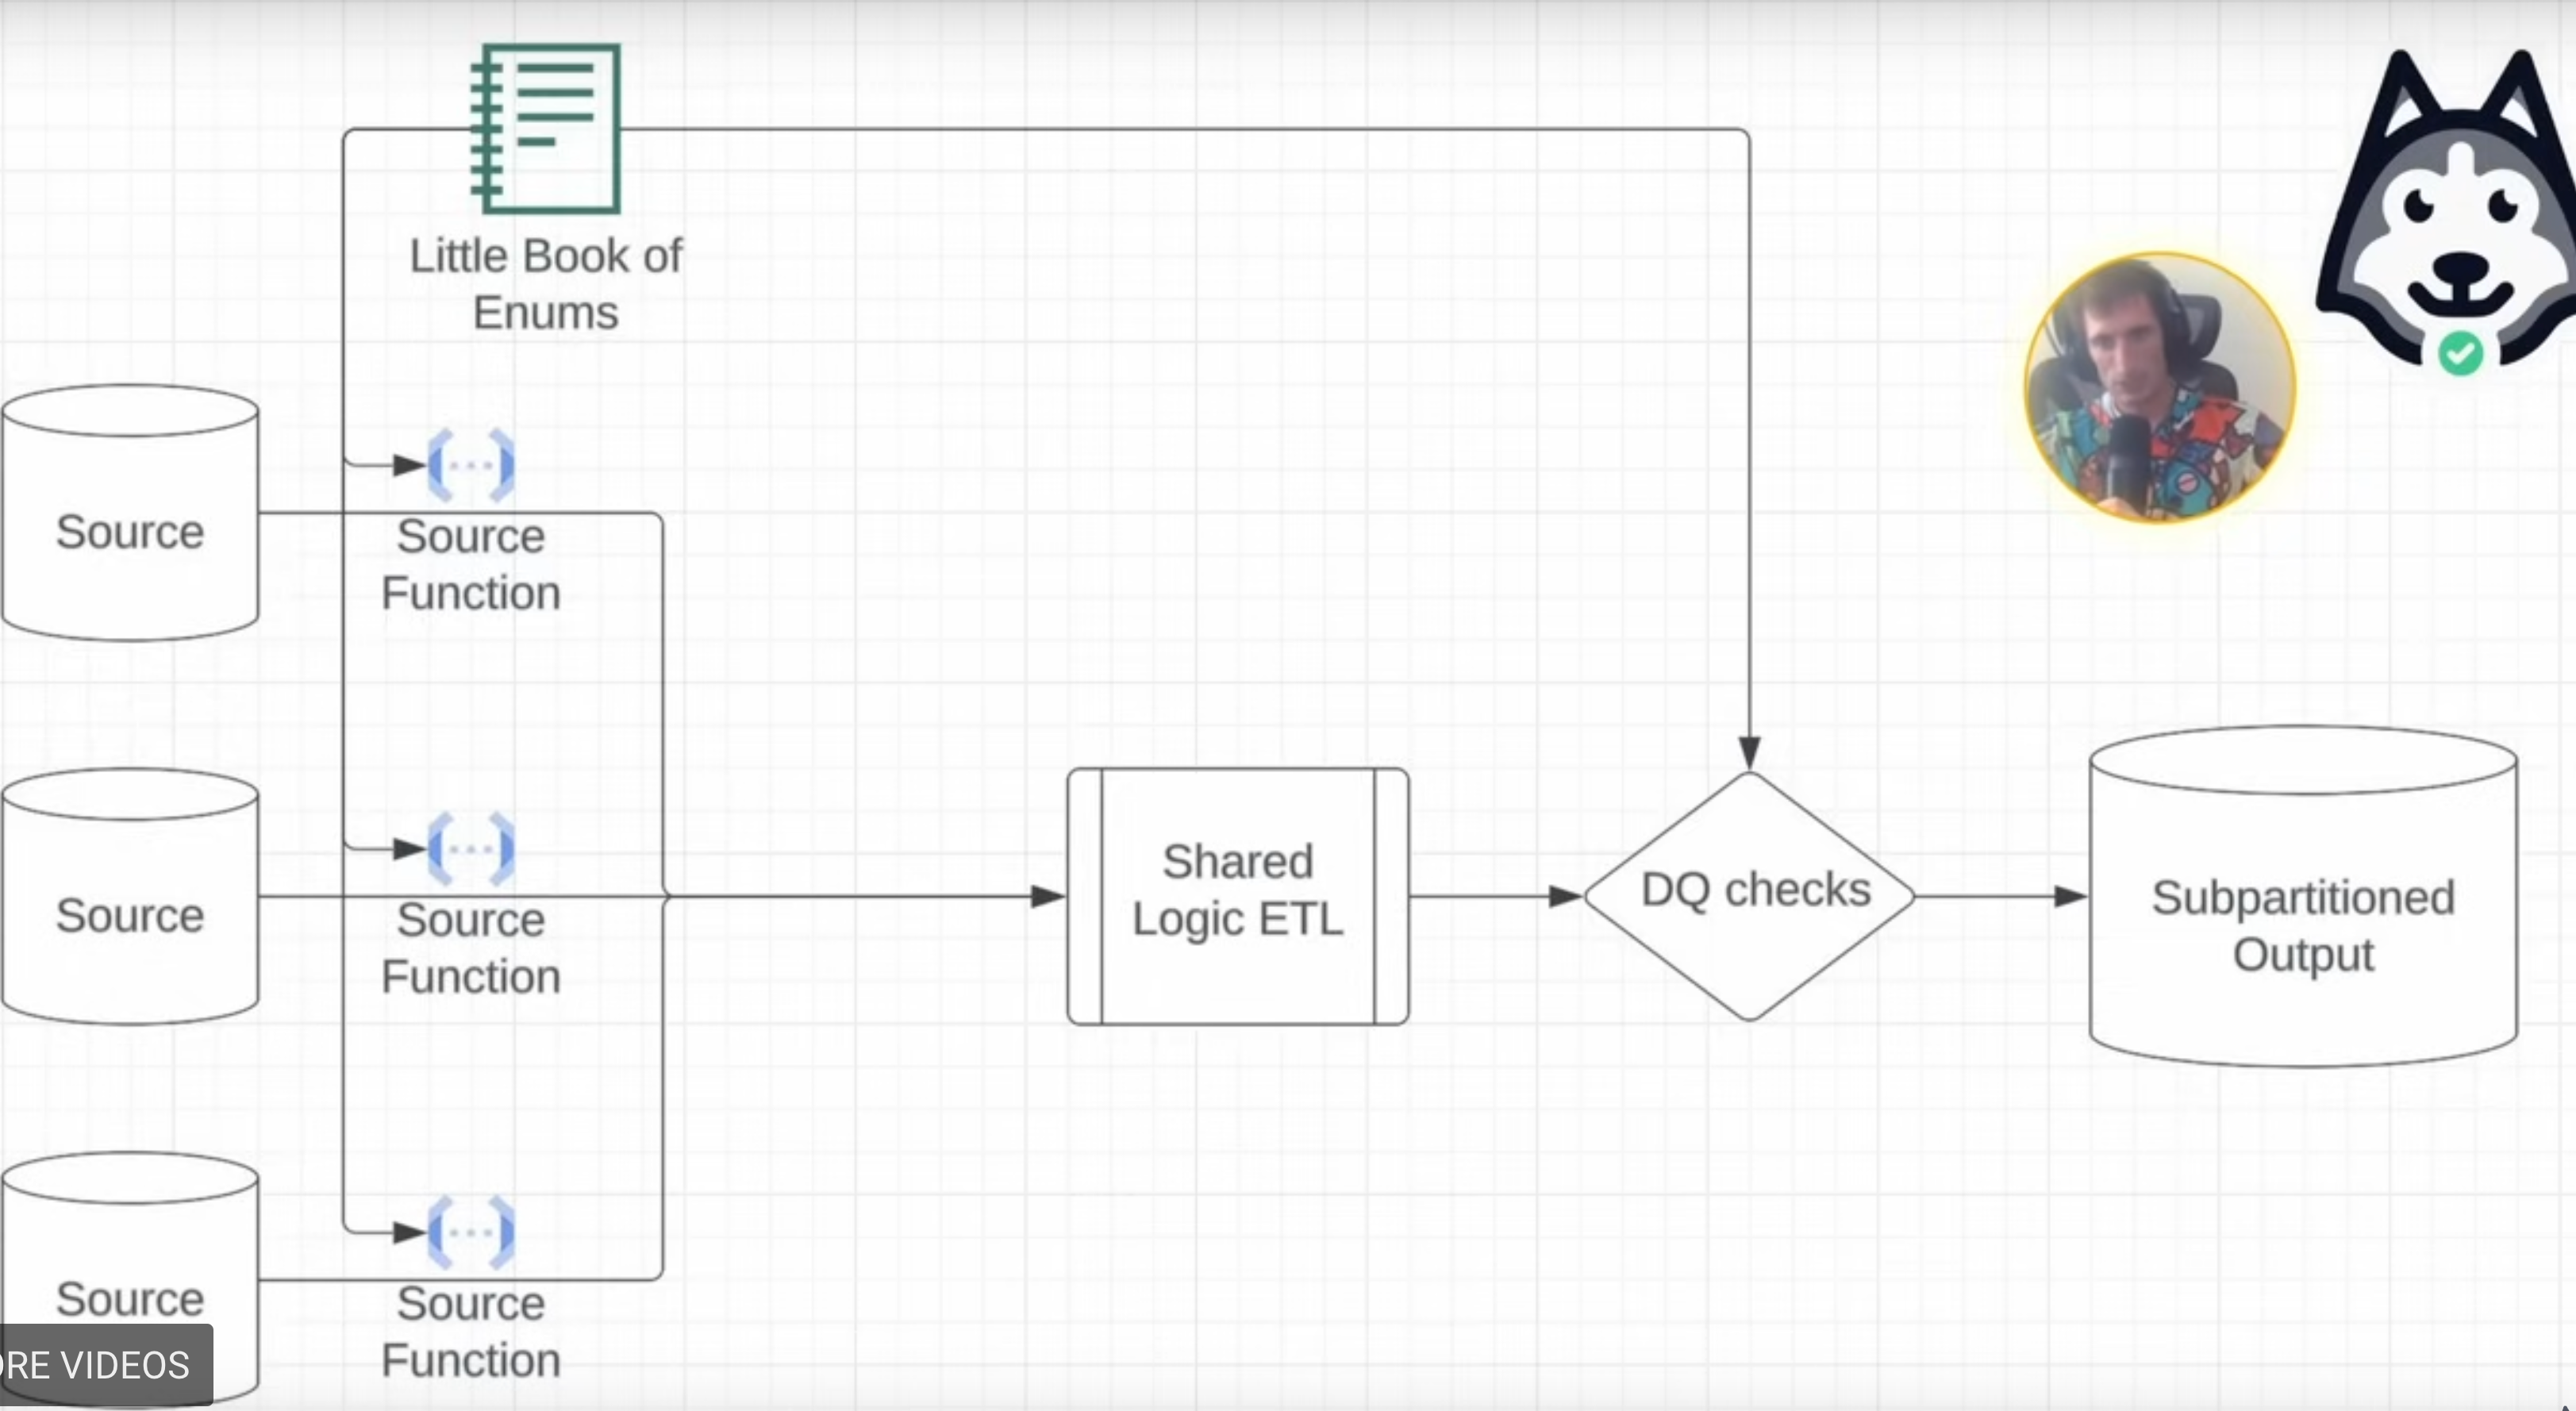 Little Book of
Enums
Source
Source
Function
Source
Source
Function
Shared
Logic ETL
DQ checks
Subpartitioned
Output
Source
Source
Function
ORE VIDEOS